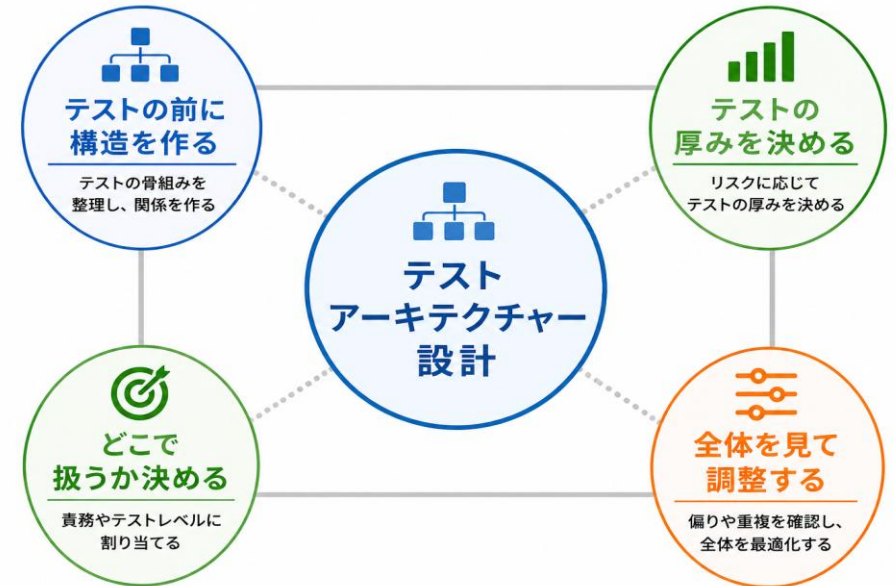 テストの前に
構造を作る
テストの骨組みを
整理し、関係を作る
テストの
厚みを決める
リスクに応じて
テストの厚みを決める
テスト
アーキテクチャー
設計
どこで
扱うか決める
責務やテストレベルに
割り当てる
全体を見て
調整する
偏りや重複を確認し、
全体を最適化する